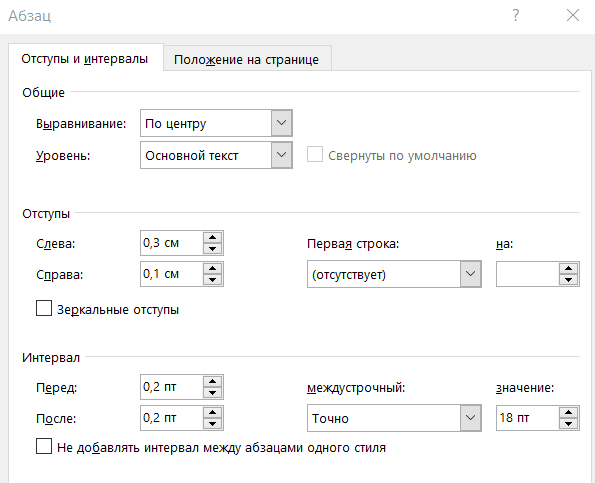 Абзац ?
Отступы и интервалы Положение на странице
Общие
Выравнивание: По центру
Уровень: Основной текст Свернуты по умолчанию
Отступы
Слева: 0,3 см Первая строка: на:
Справа: 0,1 см (отсутствует)
Зеркальные отступы
Интервал
Перед: 0,2 пт междустрочный: значение:
После: 0,2 пт Точно 18 пт
Не добавлять интервал между абзацами одного стиля